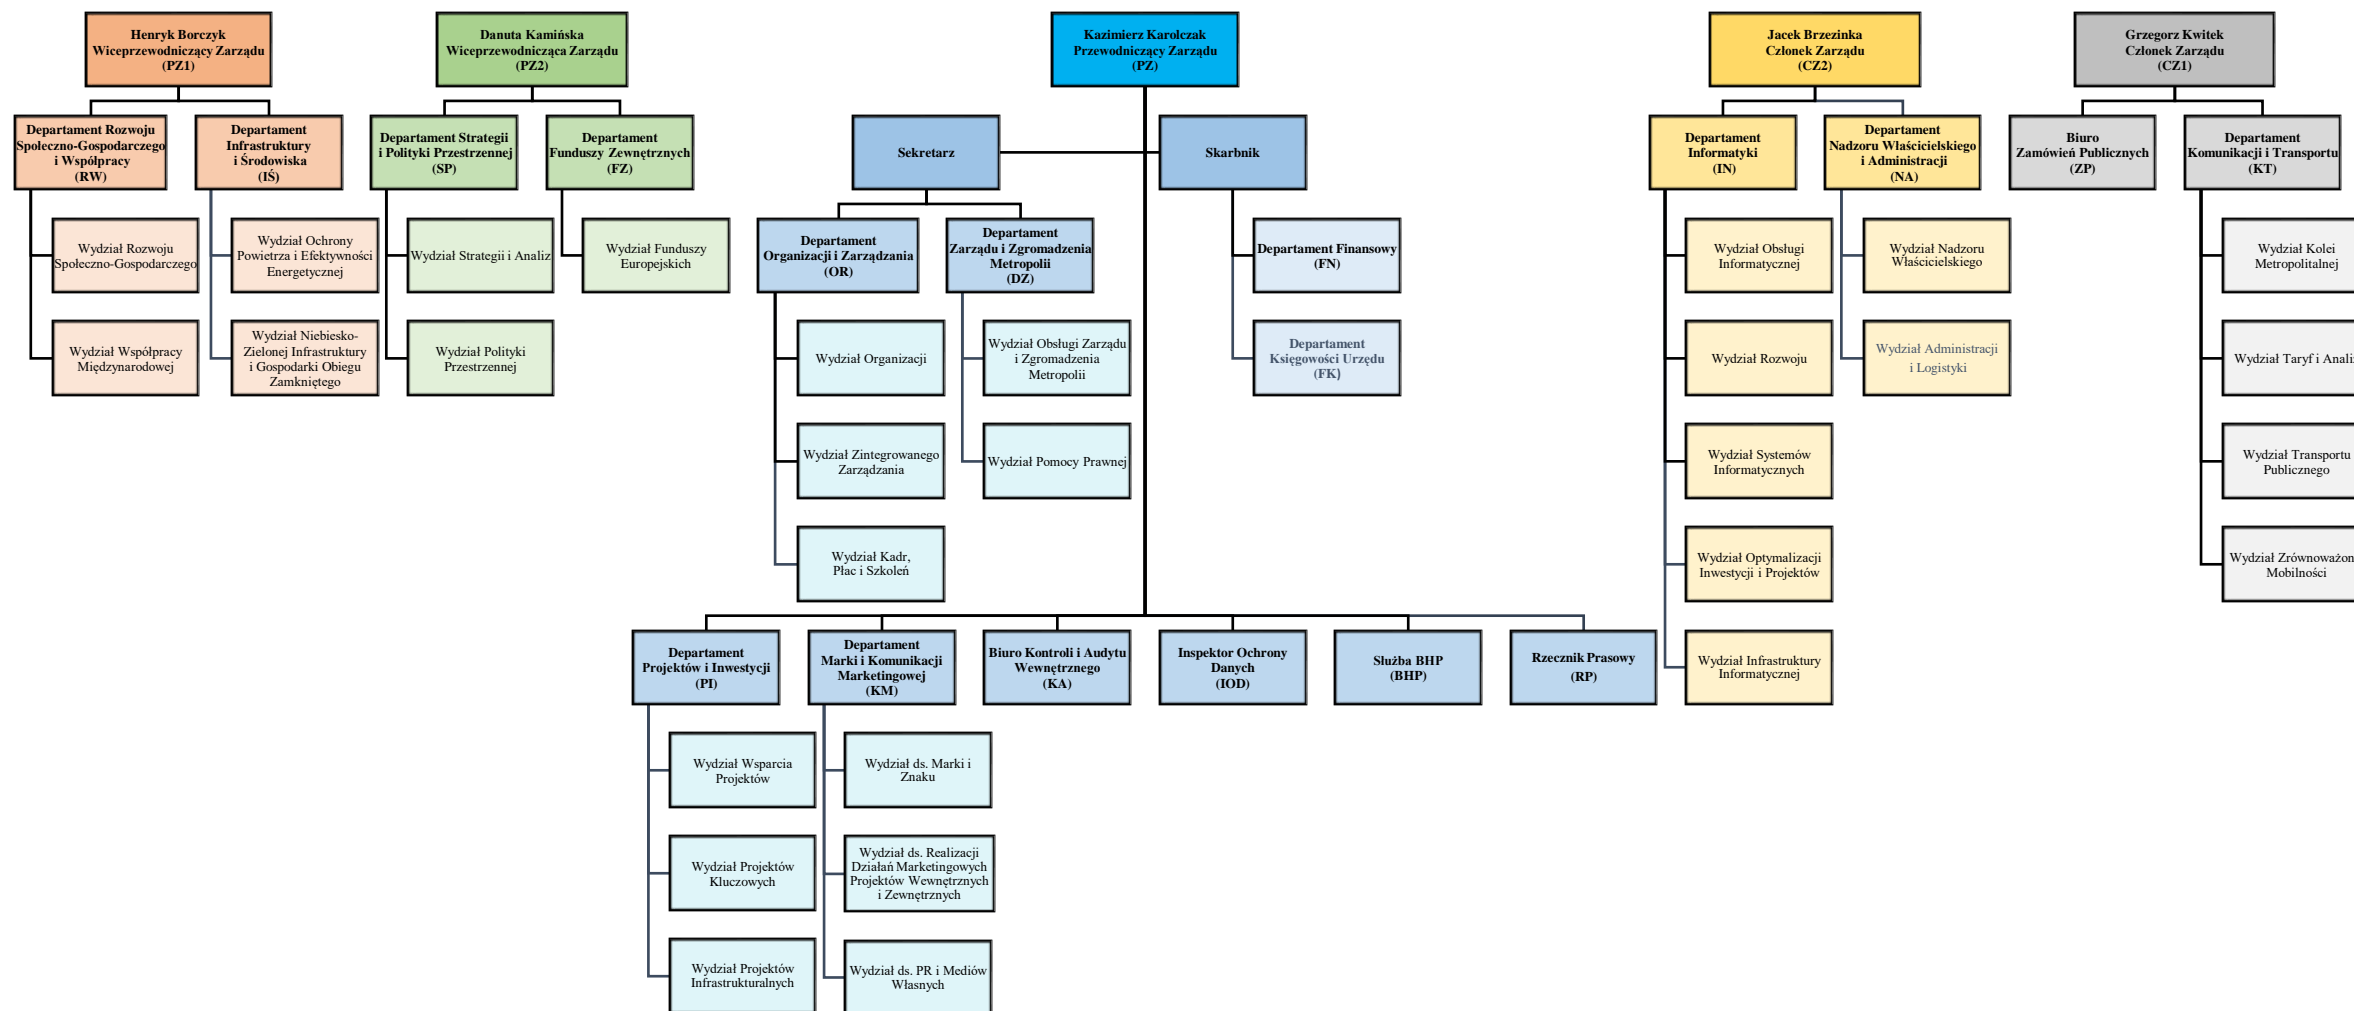 Henryk Borczyk
Wiceprzewodniczący Zarządu
(PZ1)
Danuta Kamińska
Wiceprzewodnicząca Zarządu
(PZ2)
Kazimierz Karolczak
Przewodniczący Zarządu
(PZ)
Jacek Brzezinka
Członek Zarządu
(CZ2)
Grzegorz Kwitek
Członek Zarządu
(CZ1)
Departament Rozwoju
Społeczno-Gospodarczego
i Współpracy
(RW)
Departament
Infrastruktury
i Środowiska
(IŚ)
Departament Strategii
i Polityki Przestrzennej
(SP)
Departament
Funduszy Zewnętrznych
(FZ)
Sekretarz
Skarbnik
Departament
Informatyki
(IN)
Departament
Nadzoru Właścicielskiego
i Administracji
(NA)
Biuro
Zamówień Publicznych
(ZP)
Departament
Komunikacji i Transportu
(KT)
Wydział Rozwoju
Społeczno-Gospodarczego
Wydział Ochrony
Powietrza i Efektywności
Energetycznej
Wydział Strategii i Analiz
Wydział Funduszy
Europejskich
Departament
Organizacji i Zarządzania
(OR)
Departament
Zarządu i Zgromadzenia
Metropolii
(DZ)
Departament Finansowy
(FN)
Wydział Obsługi
Informatycznej
Wydział Nadzoru
Właścicielskiego
Wydział Kolei
Metropolitalnej
Wydział Współpracy
Międzynarodowej
Wydział Niebiesko-
Zielonej Infrastruktury
i Gospodarki Obiegu
Zamkniętego
Wydział Polityki
Przestrzennej
Wydział Organizacji
Wydział Obsługi Zarządu
i Zgromadzenia
Metropolii
Departament
Księgowości Urzędu
(FK)
Wydział Rozwoju
Wydział Administracji
i Logistyki
Wydział Taryf i Analiz
Wydział Zintegrowanego
Zarządzania
Wydział Pomocy Prawnej
Wydział Systemów
Informatycznych
Wydział Transportu
Publicznego
Wydział Kadr,
Płac i Szkoleń
Wydział Optymalizacji
Inwestycji i Projektów
Wydział Zrównoważon
Mobilności
Departament
Projektów i Inwestycji
(PI)
Departament
Marki i Komunikacji
Marketingowej
(KM)
Biuro Kontroli i Audytu
Wewnętrznego
(KA)
Inspektor Ochrony
Danych
(IOD)
Służba BHP
(BHP)
Rzecznik Prasowy
(RP)
Wydział Infrastruktury
Informatycznej
Wydział Wsparcia
Projektów
Wydział ds. Marki i
Znaku
Wydział Projektów
Kluczowych
Wydział ds. Realizacji
Działań Marketingowych
Projektów Wewnętrznych
i Zewnętrznych
Wydział Projektów
Infrastrukturalnych
Wydział ds. PR i Mediów
Własnych